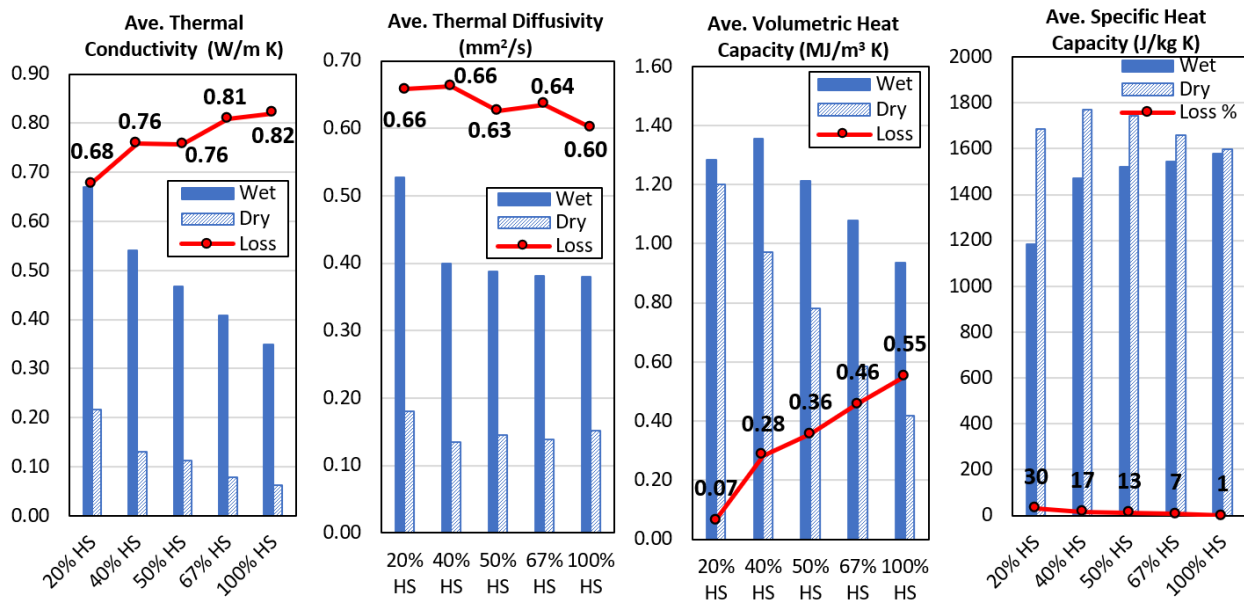 Ave. Thermal
Conductivity (W/m K)
0.90
0.80
0.70
0.60
0.50
0.40
0.30
0.20
0.10
0.00
0.68
0.76
0.76
0.81
0.82
Wet
Dry
Loss
20% HS
40% HS
50% HS
67% HS
100% HS
Ave. Thermal Diffusivity
(mm²/s)
0.70
0.60
0.50
0.40
0.30
0.20
0.10
0.00
0.66
0.66
0.63
0.64
0.60
Wet
Dry
Loss
20% 40% 50% 67% 100%
HS HS HS HS HS
Ave. Volumetric Heat
Capacity (MJ/m³ K)
1.60
1.40
1.20
1.00
0.80
0.60
0.40
0.20
0.00
Wet
Dry
Loss
0.07
0.28
0.36
0.46
0.55
20% 40% 50% 67% 100%
HS HS HS HS HS
Ave. Specific Heat
Capacity (J/kg K)
2000
1800
1600
1400
1200
1000
800
600
400
200
0
Wet
Dry
Loss %
30
17
13
7
1
20% HS
40% HS
50% HS
67% HS
100% HS